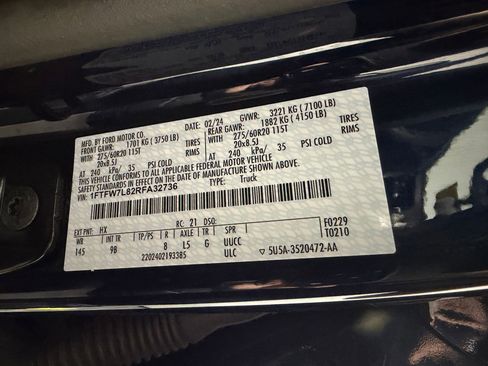 MFD. BY FORD MOTOR CO.
DATE: 02/24 GVWR: 3221 KG ( 7100 LB)
FRONT GAWR: 1701 KG ( 3750 LB) REAR GAWR: 1882 KG ( 4150 LB)
WITH 275/60R20 115T TIRES WITH 275/60R20 115T TIRES
20x8.5J 20x8.5J
AT 240 kPa/ 35 PSI COLD AT 240 kPa/ 35 PSI COLD
THIS VEHICLE CONFORMS TO ALL APPLICABLE FEDERAL MOTOR VEHICLE
SAFETY AND THEFT PREVENTION STANDARDS IN EFFECT ON THE DATE OF MANUFACTURE SHOWN ABOVE.
VIN: 1FTFW7L82RFA32736 TYPE: Truck
EXT PNT: HX RC: 21 DSO: F0229
WB INT TR TP/PS R AXLE TR SPR T0210
145 9B 8 L5 G UUCC
2202402193385 ULC 5U5A-3520472-AA